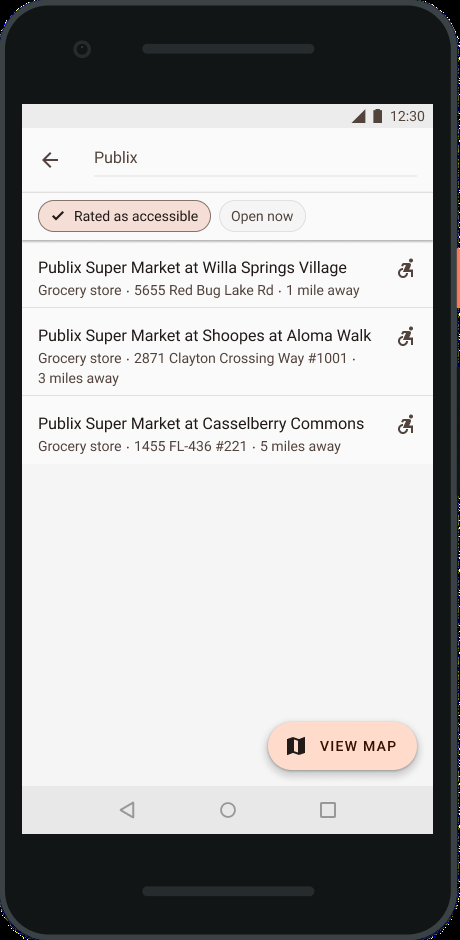 12:30
Publix
Rated as accessible
Open now
Publix Super Market at Willa Springs Village
Grocery store · 5655 Red Bug Lake Rd · 1 mile away
Publix Super Market at Shoopes at Aloma Walk
Grocery store · 2871 Clayton Crossing Way #1001 ·
3 miles away
Publix Super Market at Casselberry Commons
Grocery store · 1455 FL-436 #221 · 5 miles away
VIEW MAP